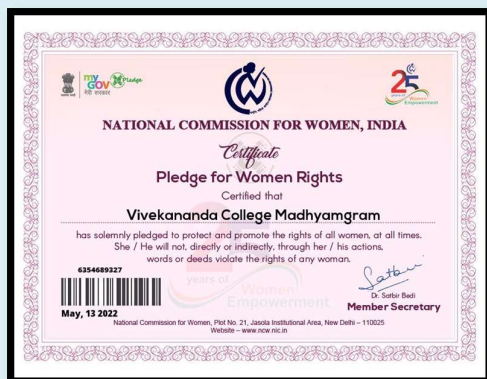 my GOV Pledge
मेरी सरकार
25
years of
Women
Empowerment
NATIONAL COMMISSION FOR WOMEN, INDIA
Certificate
Pledge for Women Rights
Certified that
Vivekananda College Madhyamgram
has solemnly pledged to protect and promote the rights of all women, at all times.
She / He will not, directly or indirectly, through her / his actions,
words or deeds violate the rights of any woman.
25
years of
Women
Empowerment
6354689327
May, 13 2022
Satbir
Dr. Satbir Bedi
Member Secretary
National Commission for Women, Plot No. 21, Jasola Institutional Area, New Delhi – 110025
Website – www.ncw.nic.in